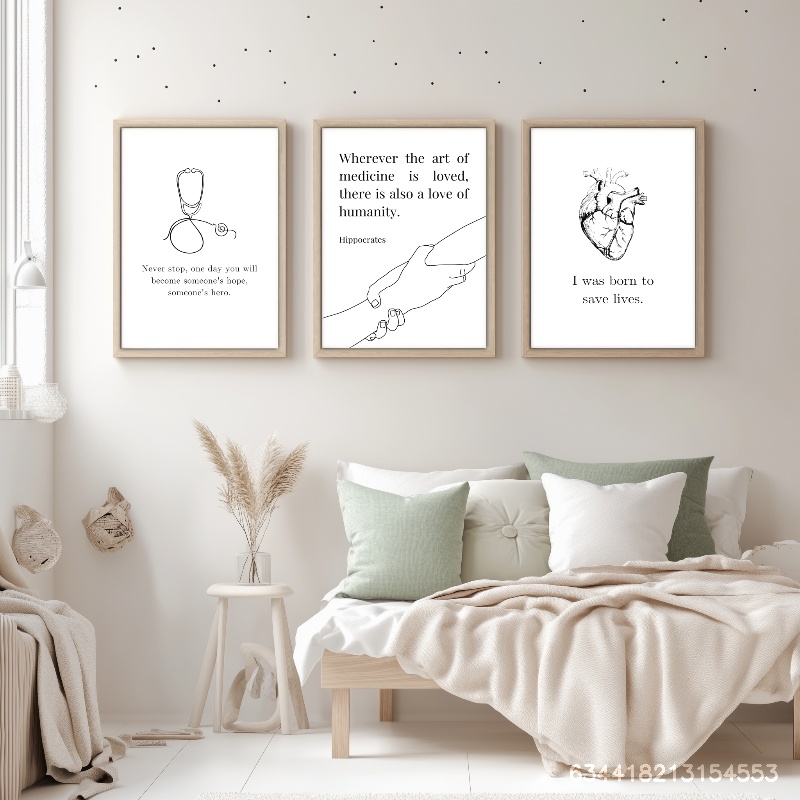 Never stop, one day you will
become someone's hope,
someone's hero.
Wherever the art of
medicine is loved,
there is also a love of
humanity.
Hippocrates
I was born to
save lives.
634418213154553